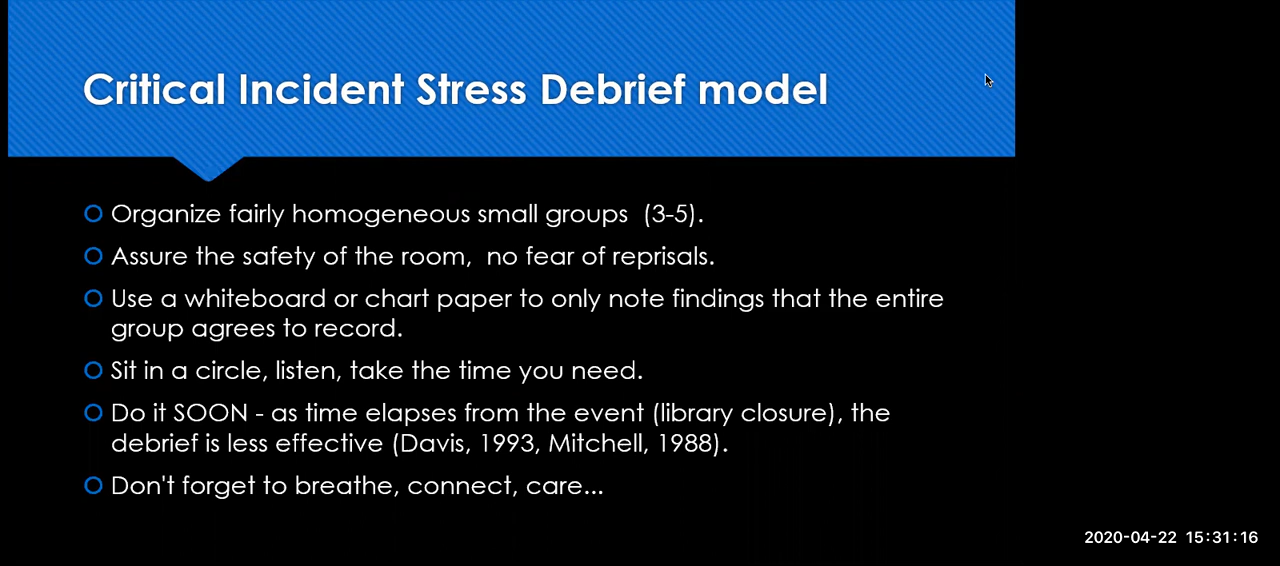 Critical Incident Stress Debrief model
Organize fairly homogeneous small groups  (3-5).
Assure the safety of the room,  no fear of reprisals.
Use a whiteboard or chart paper to only note findings that the entire
group agrees to record.
Sit in a circle, listen, take the time you need.
Do it SOON - as time elapses from the event (library closure), the
debrief is less effective (Davis, 1993, Mitchell, 1988).
Don't forget to breathe, connect, care...
2020-04-22 15:31:16